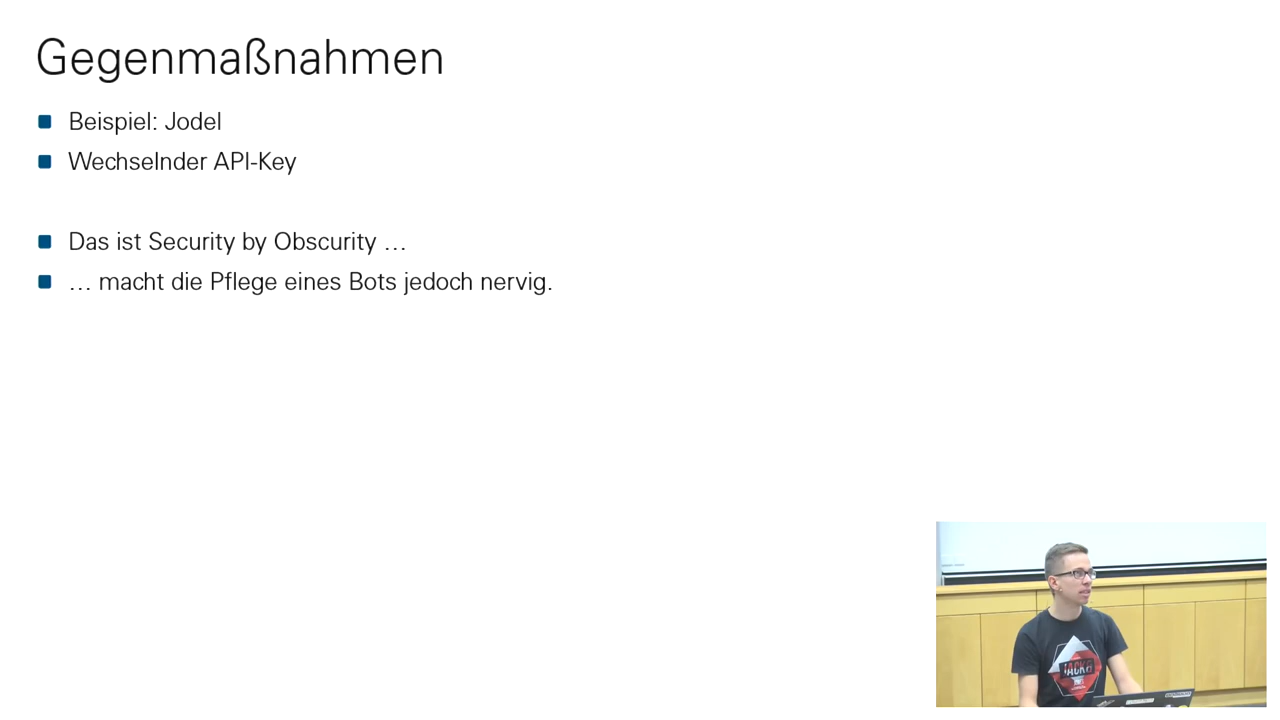 Gegenmaßnahmen
Beispiel: Jodel
Wechselnder API-Key
Das ist Security by Obscurity …
… macht die Pflege eines Bots jedoch nervig.